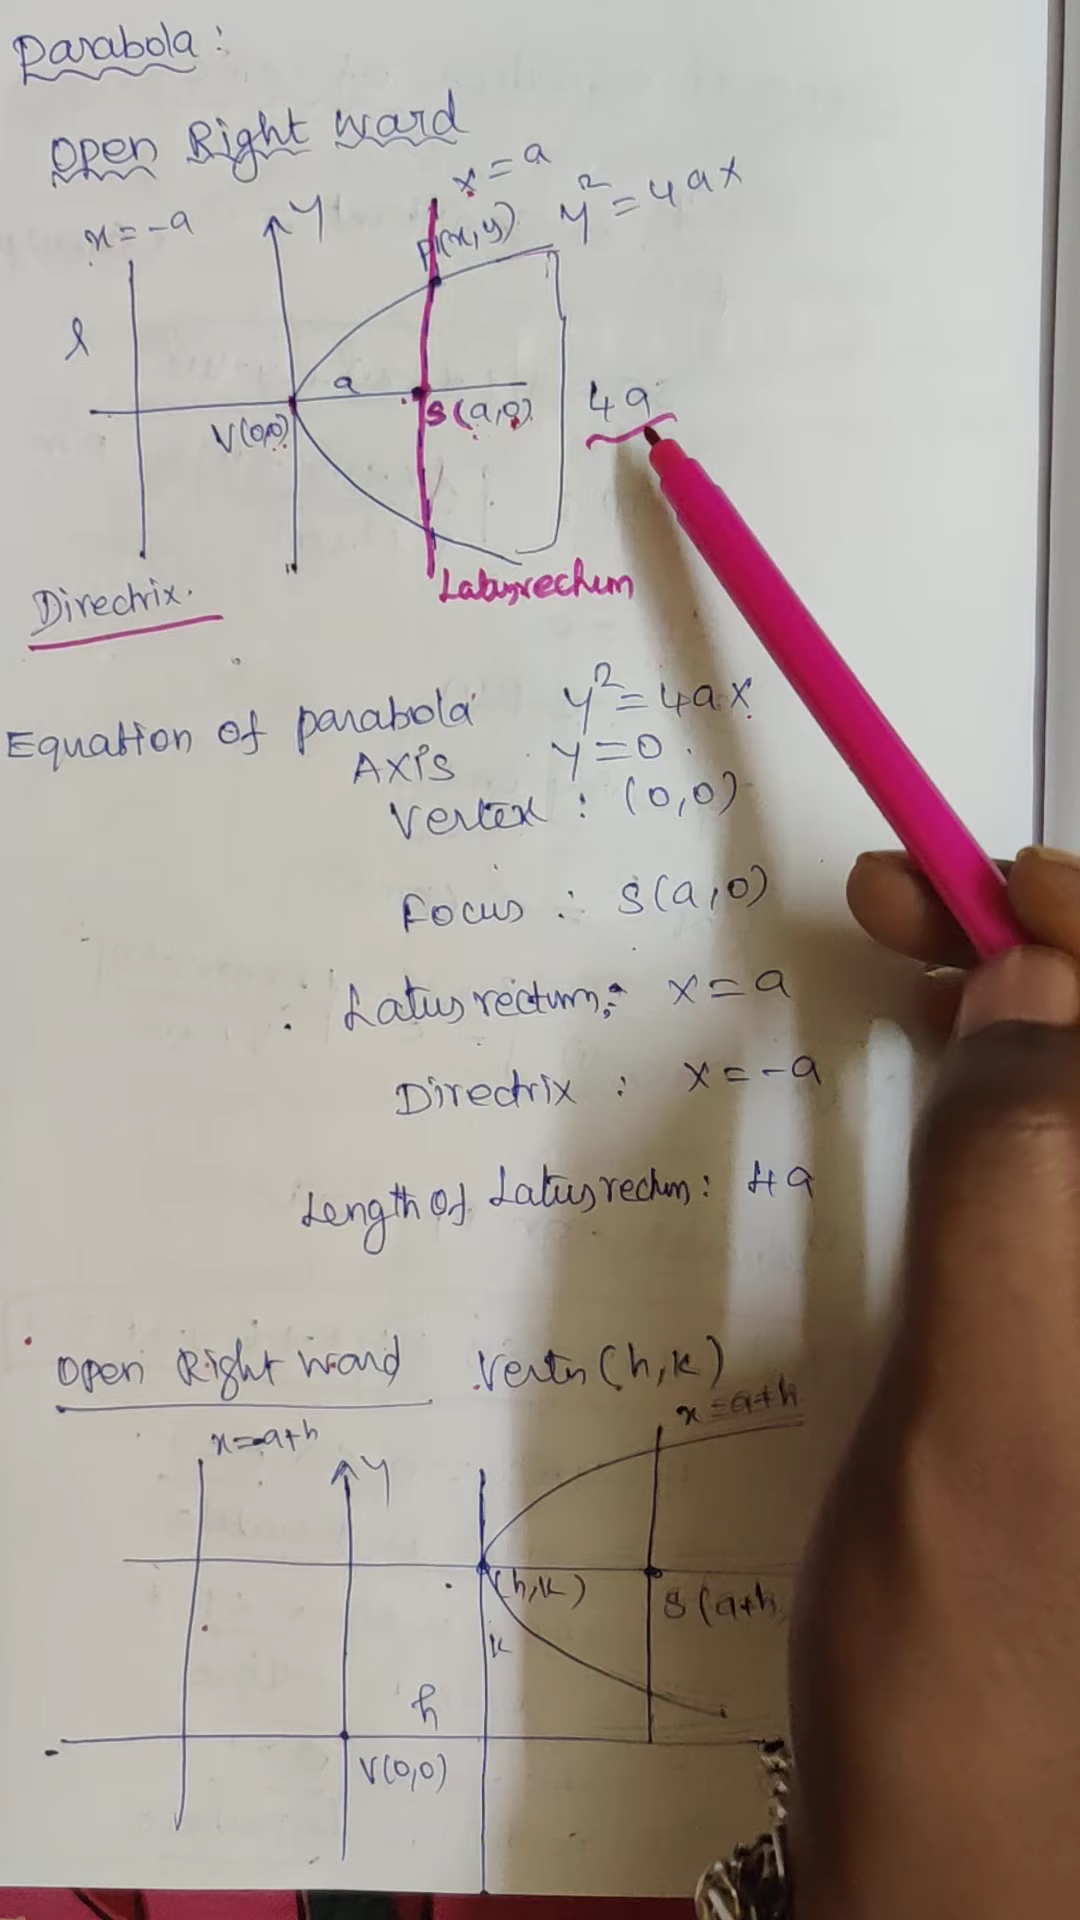 Parabola:
Open Right ward
x = a
y² = 4ax
x = -a
Y
P(x,y)
l
a
V(0,0)
S(a,0)
4a
Latusrectum
Directrix.
Equation of parabola y² = 4ax
AXIS y = 0
Vertex : (0,0)
Focus : S(a,0)
Latus rectum: x = a
Directrix : x = -a
Length of Latus rectum: 4a
Open Right ward Vertex (h,k)
x = a+h
x = -a+h
Y
(h,k)
S(a+h,
k
h
V(0,0)